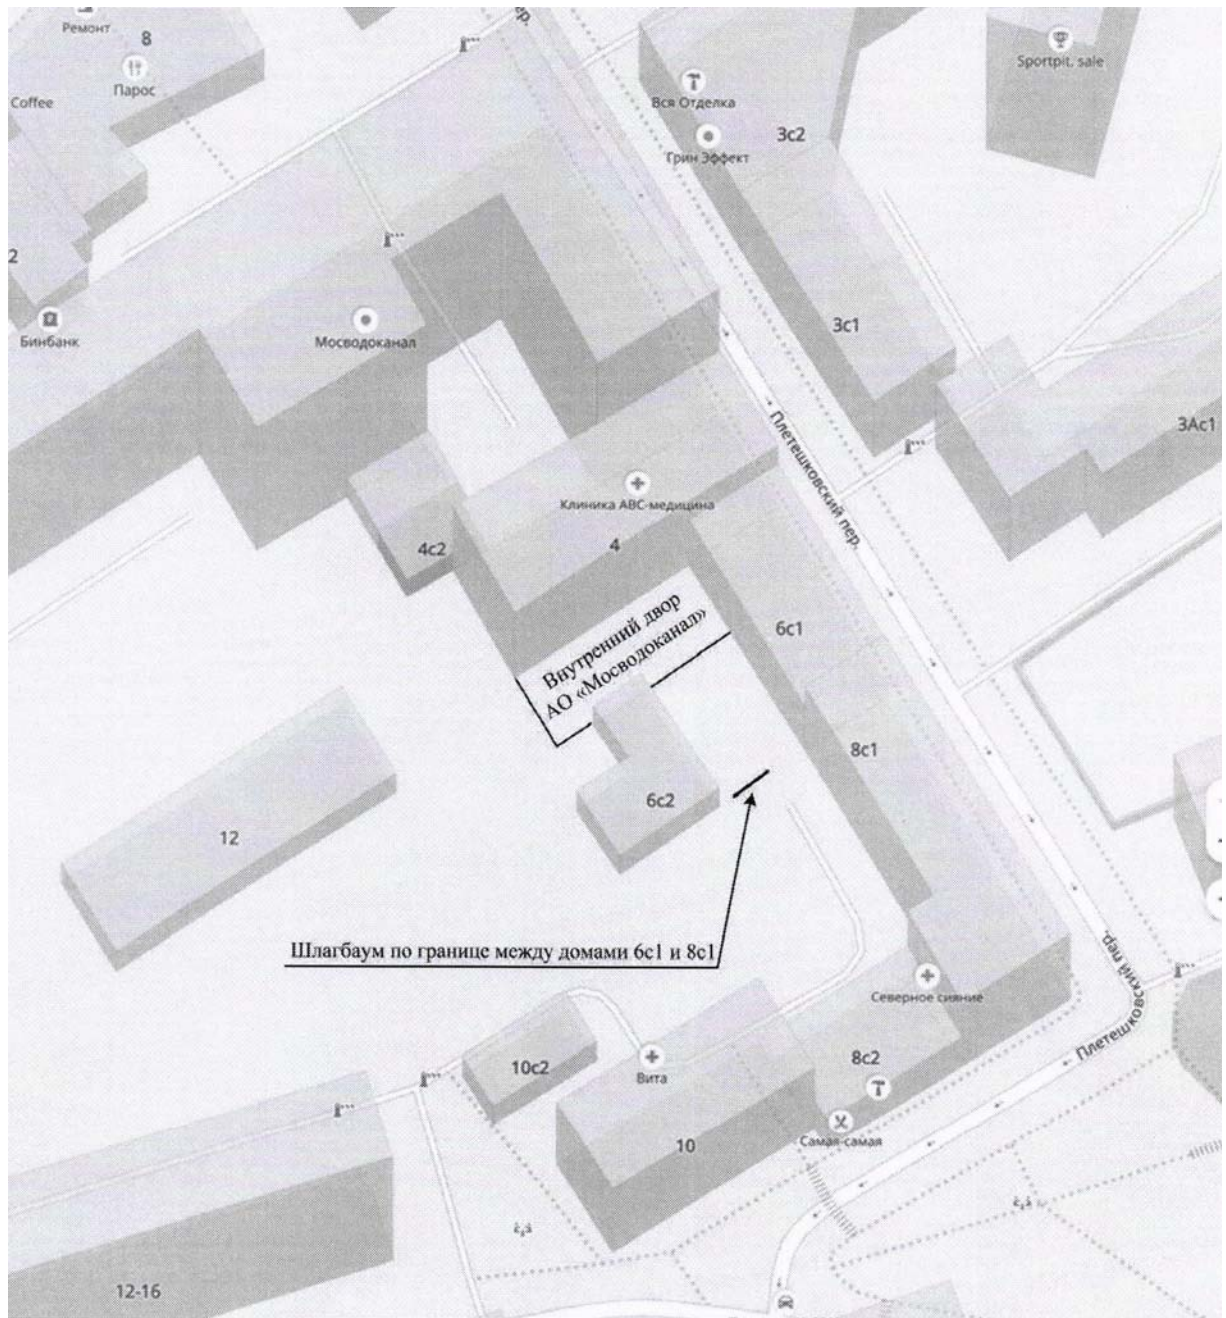 Ремонт
8
Парос
Coffee
пер.
Sportpit, sale
Вся Отделка
3с2
Грин Эффект
2
Бинбанк
Мосводоканал
3с1
3Ас1
Плетешковский пер.
Клиника АВС-медицина
4с2
4
6с1
Внутренний двор
АО «Мосводоканал»
8с1
6с2
12
Шлагбаум по границе между домами 6с1 и 8с1
Плетешковский пер.
Северное сияние
8с2
10с2
Вита
Самая-самая
10
12-16